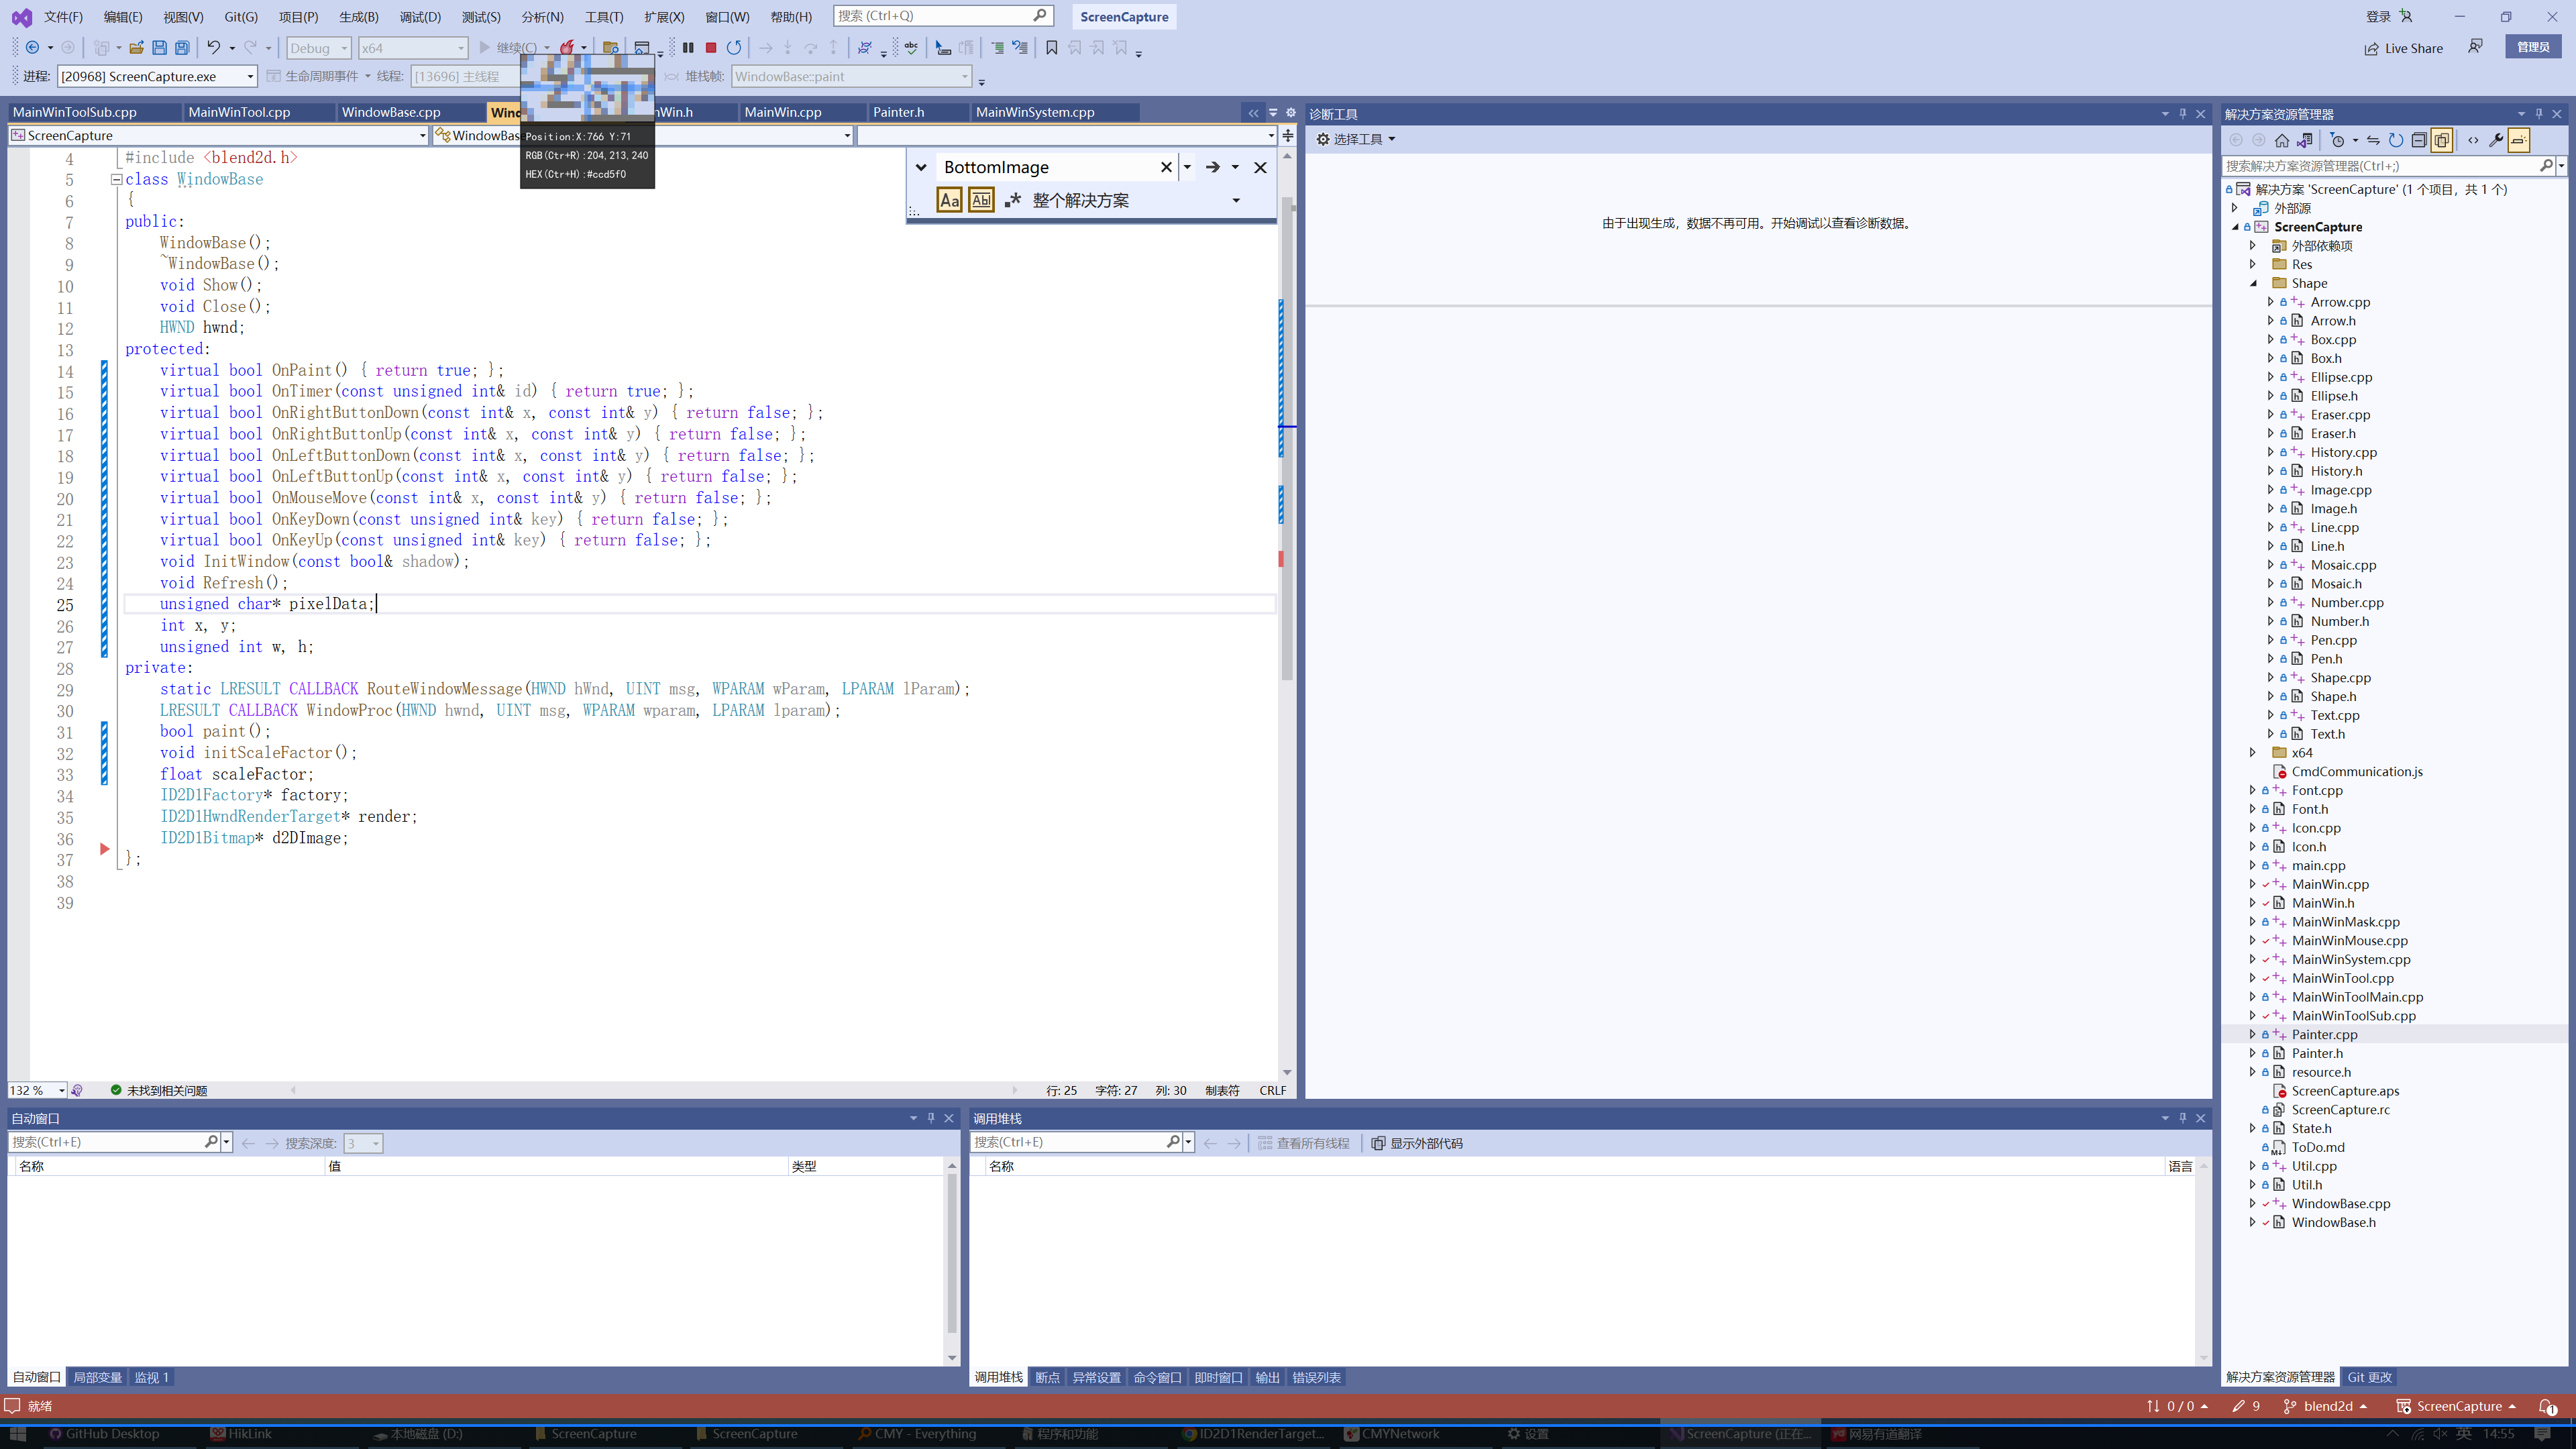 文件(F) 编辑(E) 视图(V) Git(G) 项目(P) 生成(B) 调试(D) 测试(S) 分析(N) 工具(T) 扩展(X) 窗口(W) 帮助(H) 搜索 (Ctrl+Q) ScreenCapture 登录
Debug x64 继续(C) Live Share 管理员
进程: [20968] ScreenCapture.exe 生命周期事件 线程: [13696] 主线程 堆栈帧: WindowBase::paint
MainWinToolSub.cpp MainWinTool.cpp WindowBase.cpp Wind nWin.h MainWin.cpp Painter.h MainWinSystem.cpp
ScreenCapture WindowBas
Position:X:766 Y:71
RGB(Ctr+R):204,213,240
HEX(Ctr+H):#ccd5f0
BottomImage
Aa Abl .* 整个解决方案
4 #include <blend2d.h>
5 class WindowBase
6 {
7 public:
8 WindowBase();
9 ~WindowBase();
10 void Show();
11 void Close();
12 HWND hwnd;
13 protected:
14 virtual bool OnPaint() { return true; };
15 virtual bool OnTimer(const unsigned int& id) { return true; };
16 virtual bool OnRightButtonDown(const int& x, const int& y) { return false; };
17 virtual bool OnRightButtonUp(const int& x, const int& y) { return false; };
18 virtual bool OnLeftButtonDown(const int& x, const int& y) { return false; };
19 virtual bool OnLeftButtonUp(const int& x, const int& y) { return false; };
20 virtual bool OnMouseMove(const int& x, const int& y) { return false; };
21 virtual bool OnKeyDown(const unsigned int& key) { return false; };
22 virtual bool OnKeyUp(const unsigned int& key) { return false; };
23 void InitWindow(const bool& shadow);
24 void Refresh();
25 unsigned char* pixelData;
26 int x, y;
27 unsigned int w, h;
28 private:
29 static LRESULT CALLBACK RouteWindowMessage(HWND hWnd, UINT msg, WPARAM wParam, LPARAM lParam);
30 LRESULT CALLBACK WindowProc(HWND hwnd, UINT msg, WPARAM wparam, LPARAM lparam);
31 bool paint();
32 void initScaleFactor();
33 float scaleFactor;
34 ID2D1Factory* factory;
35 ID2D1HwndRenderTarget* render;
36 ID2D1Bitmap* d2DImage;
37 };
38
39
132 % 未找到相关问题 行: 25 字符: 27 列: 30 制表符 CRLF
诊断工具
选择工具
由于出现生成，数据不再可用。开始调试以查看诊断数据。
自动窗口
搜索(Ctrl+E) 搜索深度: 3
名称 值 类型
自动窗口 局部变量 监视 1
调用堆栈
搜索(Ctrl+E) 查看所有线程 显示外部代码
名称 语言
调用堆栈 断点 异常设置 命令窗口 即时窗口 输出 错误列表
解决方案资源管理器
搜索解决方案资源管理器(Ctrl+;)
解决方案 'ScreenCapture' (1 个项目，共 1 个)
外部源
ScreenCapture
外部依赖项
Res
Shape
Arrow.cpp
Arrow.h
Box.cpp
Box.h
Ellipse.cpp
Ellipse.h
Eraser.cpp
Eraser.h
History.cpp
History.h
Image.cpp
Image.h
Line.cpp
Line.h
Mosaic.cpp
Mosaic.h
Number.cpp
Number.h
Pen.cpp
Pen.h
Shape.cpp
Shape.h
Text.cpp
Text.h
x64
CmdCommunication.js
Font.cpp
Font.h
Icon.cpp
Icon.h
main.cpp
MainWin.cpp
MainWin.h
MainWinMask.cpp
MainWinMouse.cpp
MainWinSystem.cpp
MainWinTool.cpp
MainWinToolMain.cpp
MainWinToolSub.cpp
Painter.cpp
Painter.h
resource.h
ScreenCapture.aps
ScreenCapture.rc
State.h
ToDo.md
Util.cpp
Util.h
WindowBase.cpp
WindowBase.h
解决方案资源管理器 Git 更改
就绪 0 / 0 9 blend2d ScreenCapture 1
GitHub Desktop HikLink 本地磁盘 (D:) ScreenCapture ScreenCapture CMY - Everything 程序和功能 ID2D1RenderTarget... CMYNetwork 设置 ScreenCapture (正在... 网易有道翻译 英 14:55